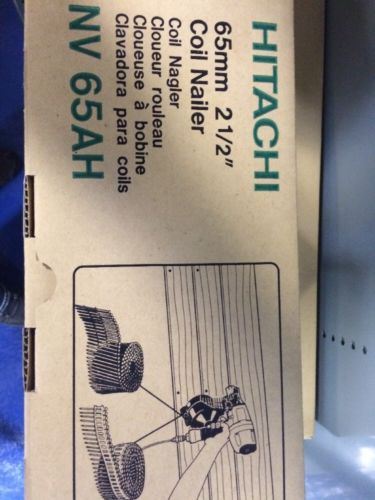 HITACHI
65mm 2 1/2"
Coil Nailer
Coil Nagler
Cloueur rouleau
Cloueuse à bobine
Clavadora para coils
NV 65AH